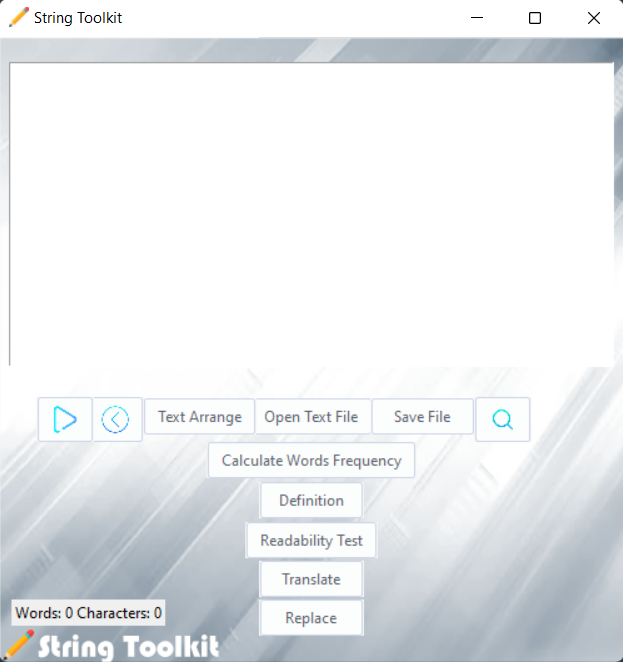 String Toolkit
Text Arrange Open Text File Save File
Calculate Words Frequency
Definition
Readability Test
Translate
Replace
Words: 0 Characters: 0
String Toolkit